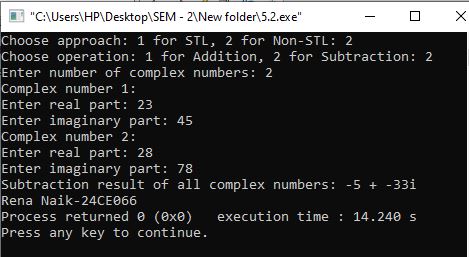 "C:\Users\HP\Desktop\SEM - 2\New folder\5.2.exe"
Choose approach: 1 for STL, 2 for Non-STL: 2
Choose operation: 1 for Addition, 2 for Subtraction: 2
Enter number of complex numbers: 2
Complex number 1:
Enter real part: 23
Enter imaginary part: 45
Complex number 2:
Enter real part: 28
Enter imaginary part: 78
Subtraction result of all complex numbers: -5 + -33i
Rena Naik-24CE066
Process returned 0 (0x0)   execution time : 14.240 s
Press any key to continue.